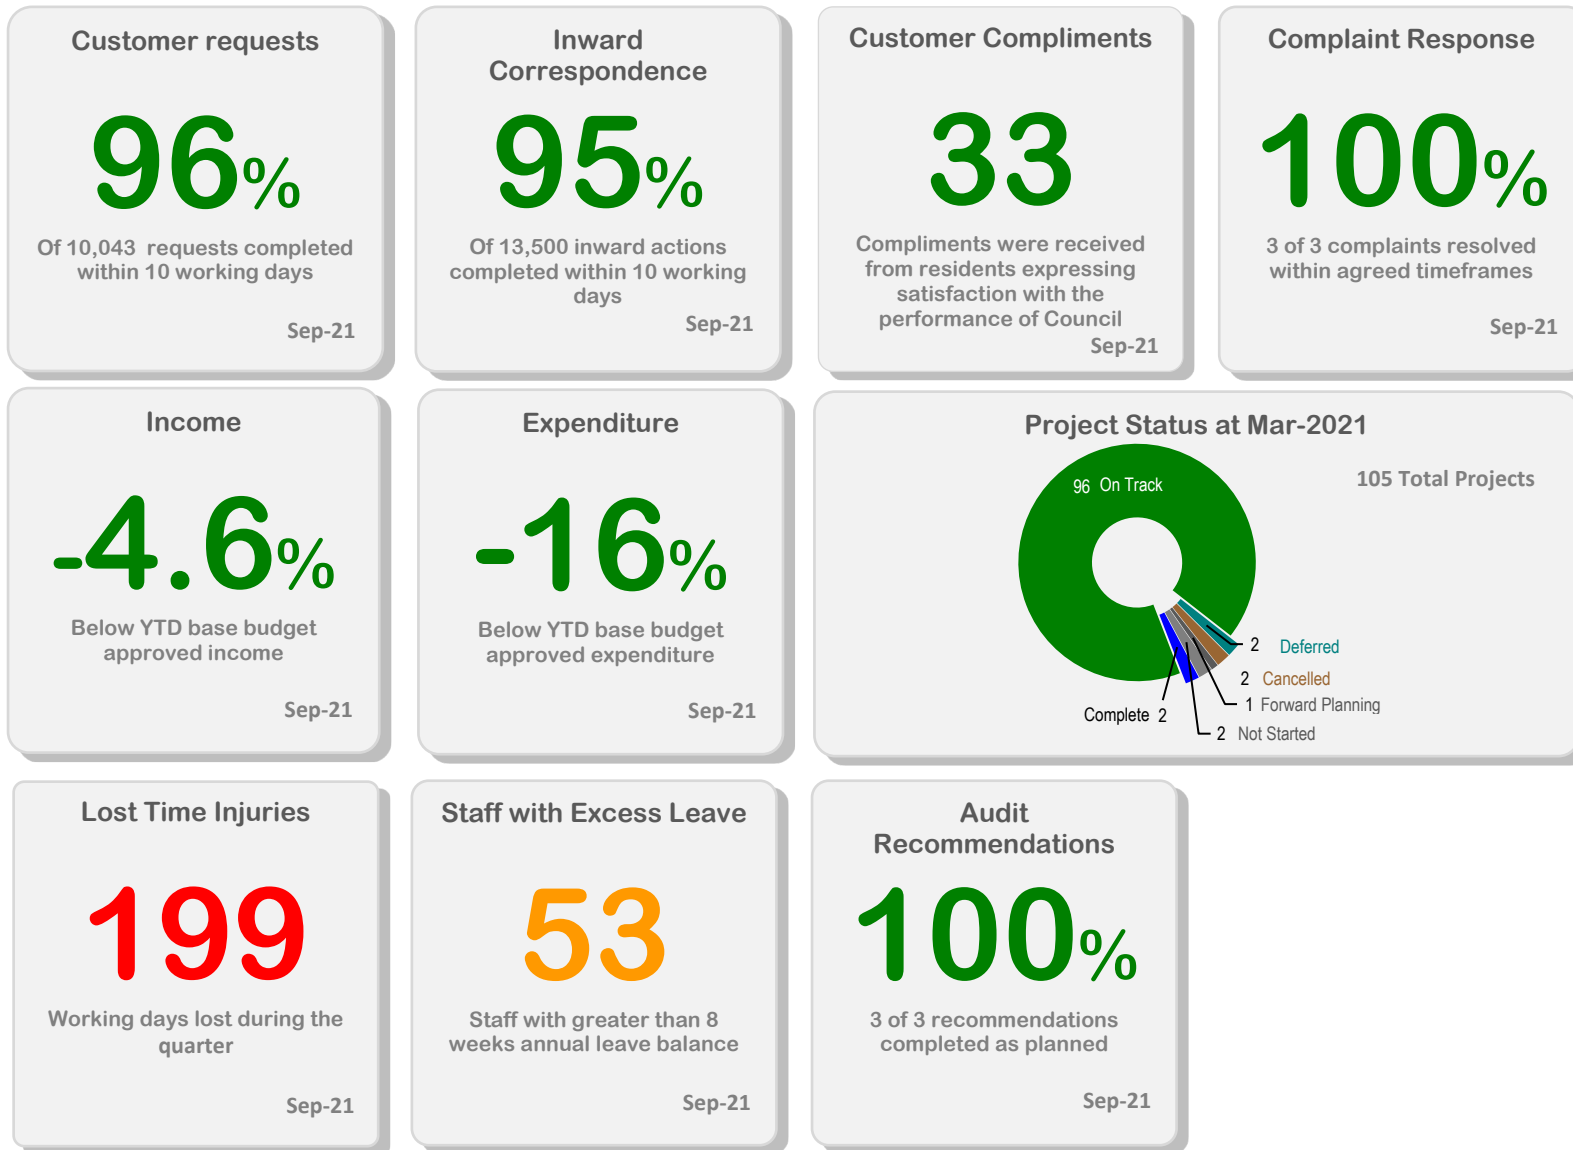 Customer requests
96%
Of 10,043 requests completed
within 10 working days
Sep-21
Inward
Correspondence
95%
Of 13,500 inward actions
completed within 10 working
days
Sep-21
Customer Compliments
33
Compliments were received
from residents expressing
satisfaction with the
performance of Council
Sep-21
Complaint Response
100%
3 of 3 complaints resolved
within agreed timeframes
Sep-21
Income
-4.6%
Below YTD base budget
approved income
Sep-21
Expenditure
-16%
Below YTD base budget
approved expenditure
Sep-21
Project Status at Mar-2021
105 Total Projects
96 On Track
2 Deferred
2 Cancelled
1 Forward Planning
Complete 2
2 Not Started
Lost Time Injuries
199
Working days lost during the
quarter
Sep-21
Staff with Excess Leave
53
Staff with greater than 8
weeks annual leave balance
Sep-21
Audit
Recommendations
100%
3 of 3 recommendations
completed as planned
Sep-21